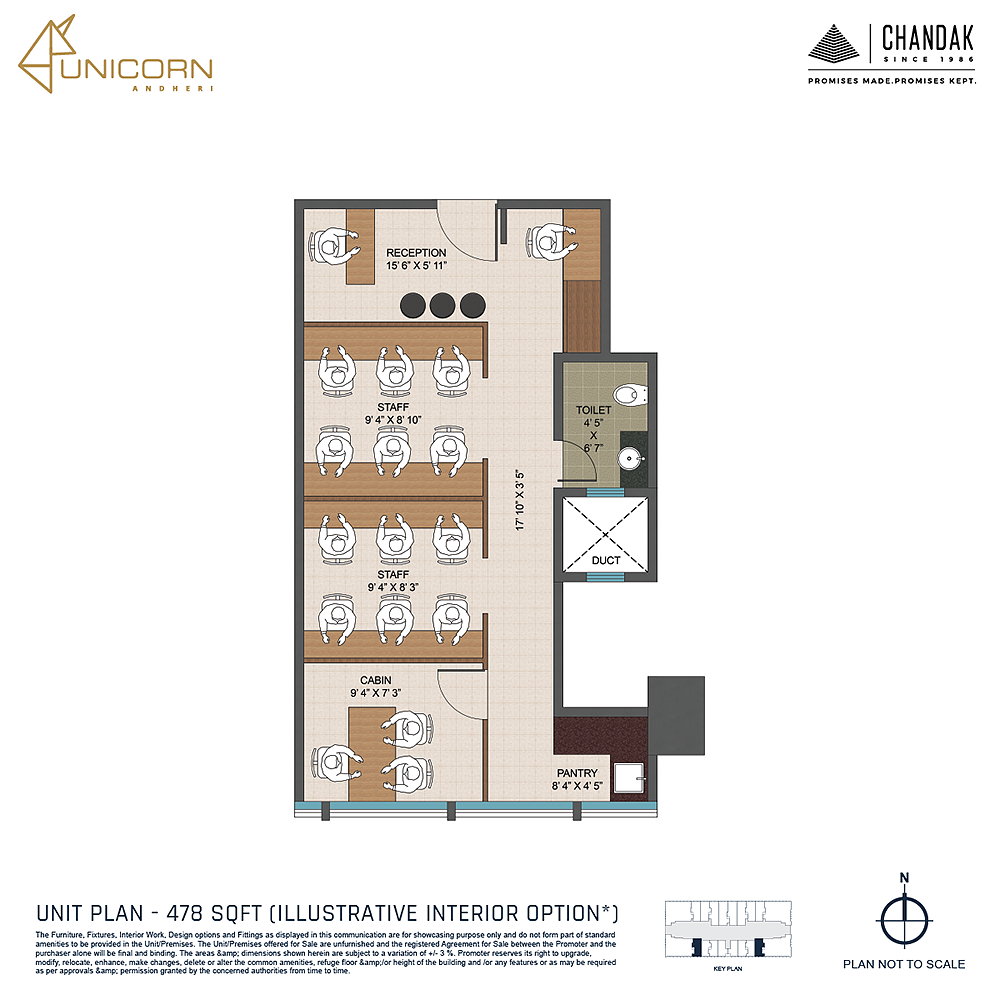 UNICORN
ANDHERI
CHANDAK
SINCE 1986
PROMISES MADE.PROMISES KEPT.
RECEPTION
15' 6" X 5' 11"
STAFF
9' 4" X 8' 10"
TOILET
4' 5"
X
6' 7"
17' 10" X 3' 5"
DUCT
STAFF
9' 4" X 8' 3"
CABIN
9' 4" X 7' 3"
PANTRY
8' 4" X 4' 5"
UNIT PLAN - 478 SQFT (ILLUSTRATIVE INTERIOR OPTION*)
The Furniture, Fixtures, Interior Work, Design options and Fittings as displayed in this communication are for showcasing purpose only and do not form part of standard
amenities to be provided in the Unit/Premises. The Unit/Premises offered for Sale are unfurnished and the registered Agreement for Sale between the Promoter and the
purchaser alone will be final and binding. The areas &amp; dimensions shown herein are subject to a variation of +/- 3 %. Promoter reserves its right to upgrade,
modify, relocate, enhance, make changes, delete or alter the common amenities, refuge floor &amp;/or height of the building and /or any features or as may be required
as per approvals &amp; permission granted by the concerned authorities from time to time.
KEY PLAN
N
PLAN NOT TO SCALE